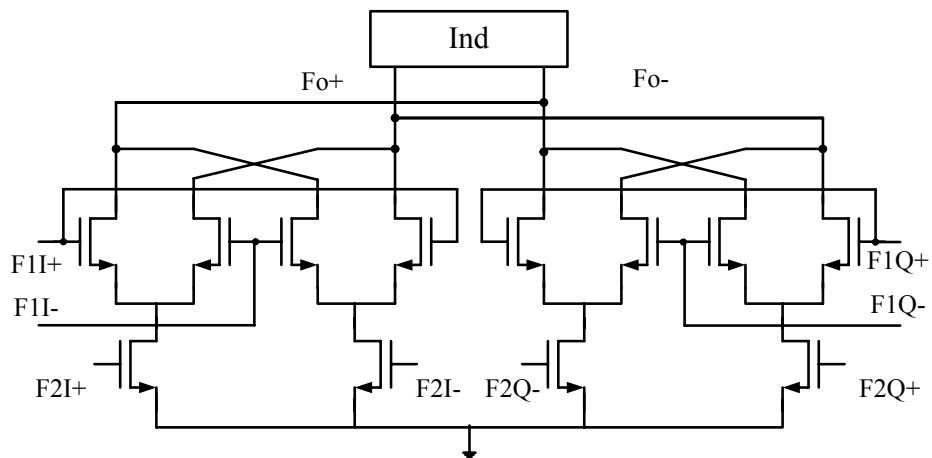 Ind
Fo+
Fo-
F1I+
F1Q+
F1I-
F1Q-
F2I+
F2I-
F2Q-
F2Q+